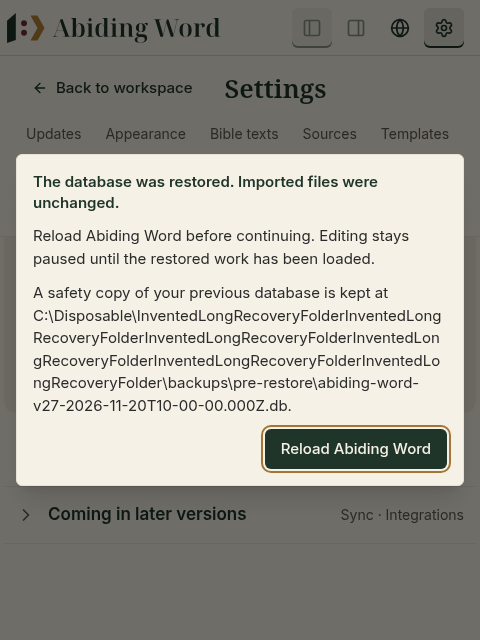 Abiding Word
Back to workspace
Settings
Updates Appearance Bible texts Sources Templates
The database was restored. Imported files were
unchanged.
Reload Abiding Word before continuing. Editing stays
paused until the restored work has been loaded.
A safety copy of your previous database is kept at
C:\Disposable\InventedLongRecoveryFolderInventedLong
RecoveryFolderInventedLongRecoveryFolderInventedLon
gRecoveryFolderInventedLongRecoveryFolderInventedLo
ngRecoveryFolder\backups\pre-restore\abiding-word-
v27-2026-11-20T10-00-00.000Z.db.
Reload Abiding Word
Coming in later versions
Sync · Integrations